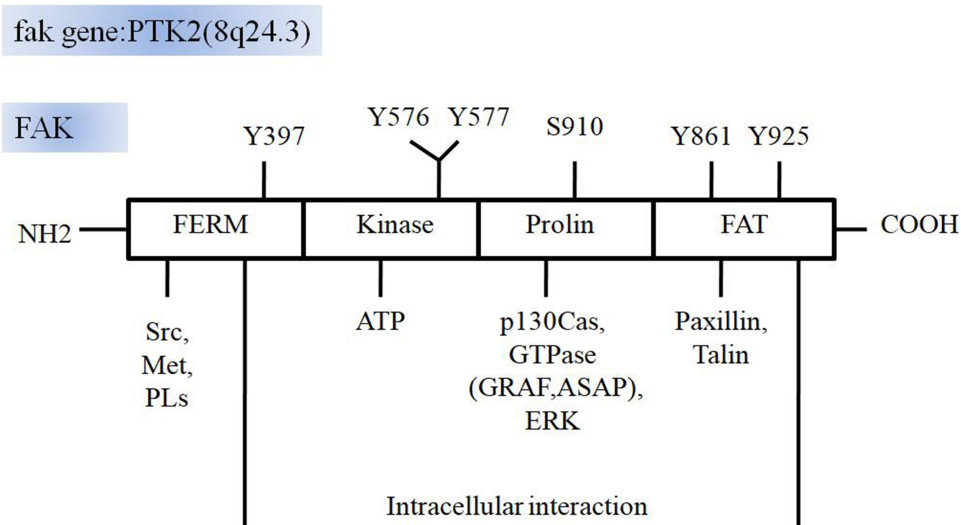 fak gene:PTK2(8q24.3)
FAK
Y397
Y576 Y577
S910
Y861 Y925
NH2
FERM
Kinase
Prolin
FAT
COOH
Src,
Met,
PLs
ATP
p130Cas,
GTPase
(GRAF,ASAP),
ERK
Paxillin,
Talin
Intracellular interaction